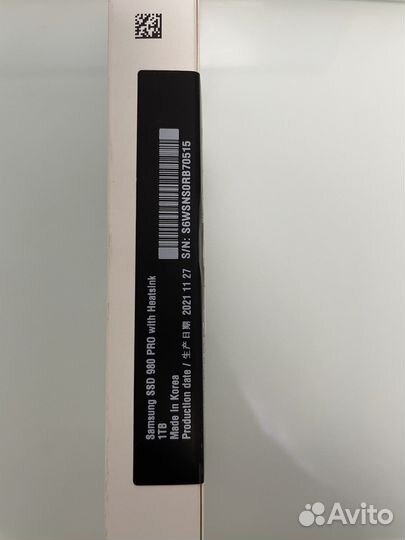 Samsung SSD 980 PRO with Heatsink
1TB
Made in Korea
Production date / 生产日期 2021 11 27
S/N: S6WSNS0RB70515
Avito